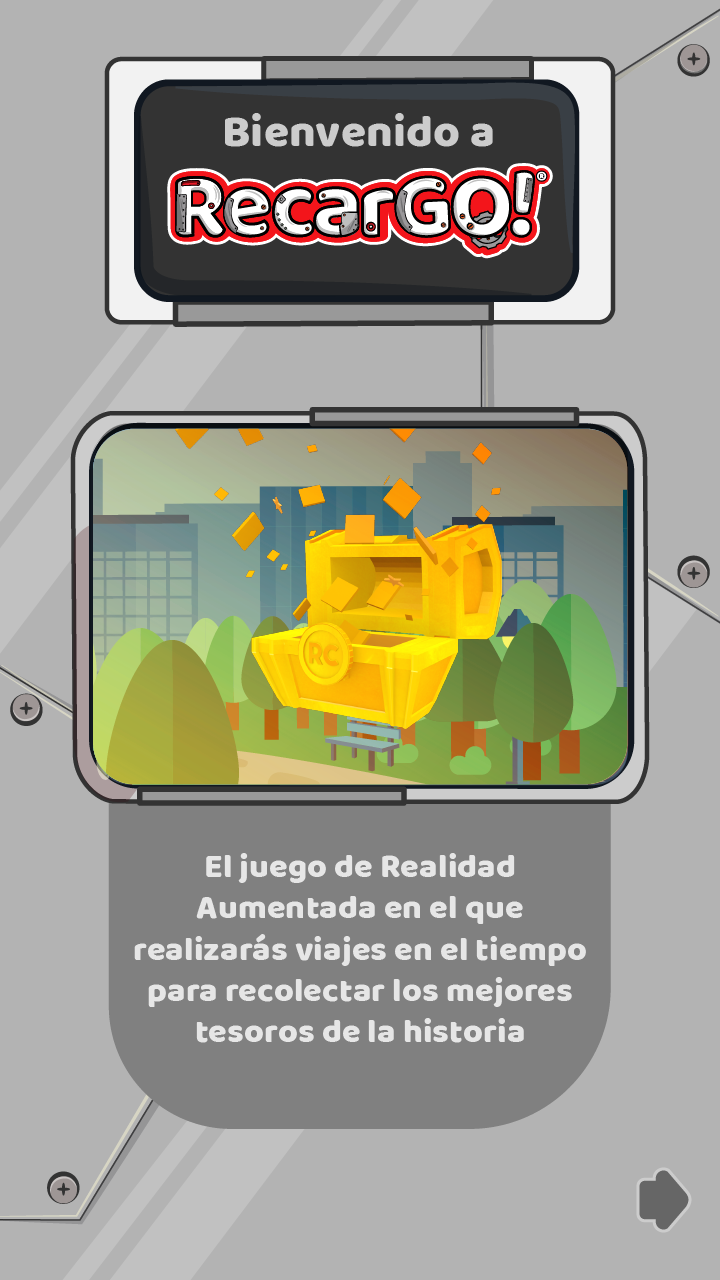 Bienvenido a
RecarGO!®
RC
El juego de Realidad
Aumentada en el que
realizarás viajes en el tiempo
para recolectar los mejores
tesoros de la historia